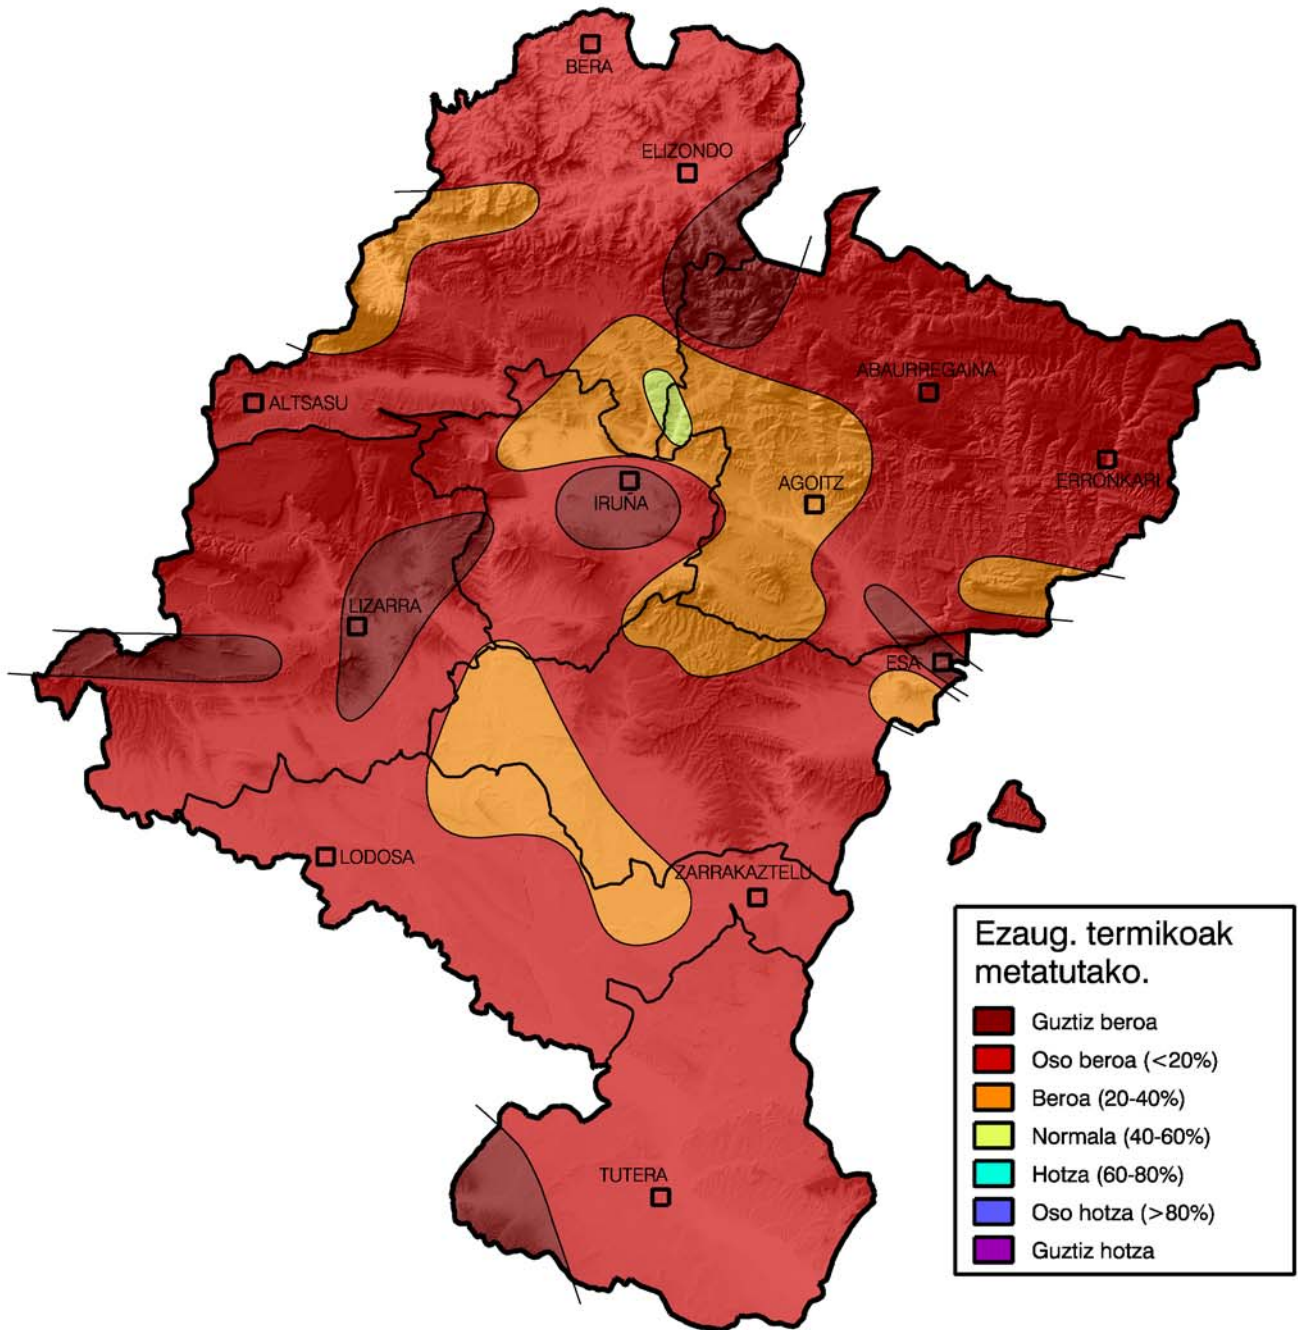 BERA
ELIZONDO
ABAURREGAINA
ALTSASU
ERRONKARI
AGOITZ
IRUÑA
LIZARRA
ESA
LODOSA
ZARRAKAZTELU
TUTERA
Ezaug. termikoak
metatutako.
Guztiz beroa
Oso beroa (<20%)
Beroa (20-40%)
Normala (40-60%)
Hotza (60-80%)
Oso hotza (>80%)
Guztiz hotza